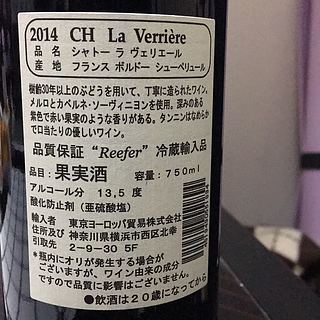 2014 CH La Verrière
品名 シャトー ラ ヴェリエール
産地 フランス ボルドー シューペリュール
樹齢30年以上のぶどうを用いて、丁寧に造られたワイン。
メルロとカベルネ・ソーヴィニヨンを使用。深みのある
紫色で赤い果実のような香りがある。タンニンはなめらか
で口当たりの優しいワイン。
品質保証 “Reefer” 冷蔵輸入品
品目:果実酒 容量:750ml
アルコール分 13.5 度
酸化防止剤(亜硫酸塩)
輸入者 東京ヨーロッパ貿易株式会社
住所及び 神奈川県横浜市西区北幸
引取先 2-9-30 5F
*瓶内にオリが発生する場合が
ございますが、ワイン由来の成分
ですので品質に影響はございません
●飲酒は20歳になってから